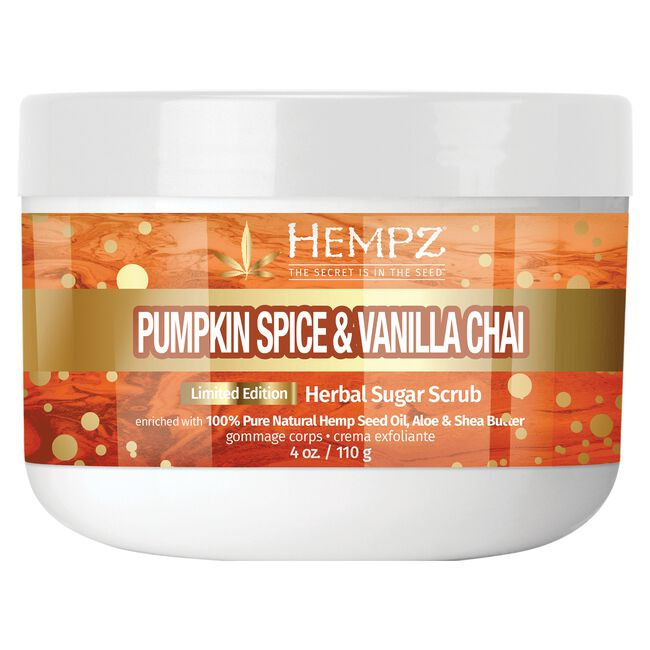 HEMPZ
THE SECRET IS IN THE SEED™
PUMPKIN SPICE & VANILLA CHAI
Limited Edition Herbal Sugar Scrub
enriched with 100% Pure Natural Hemp Seed Oil, Aloe & Shea Butter
gommage corps • crema exfoliante
4 oz. / 110 g